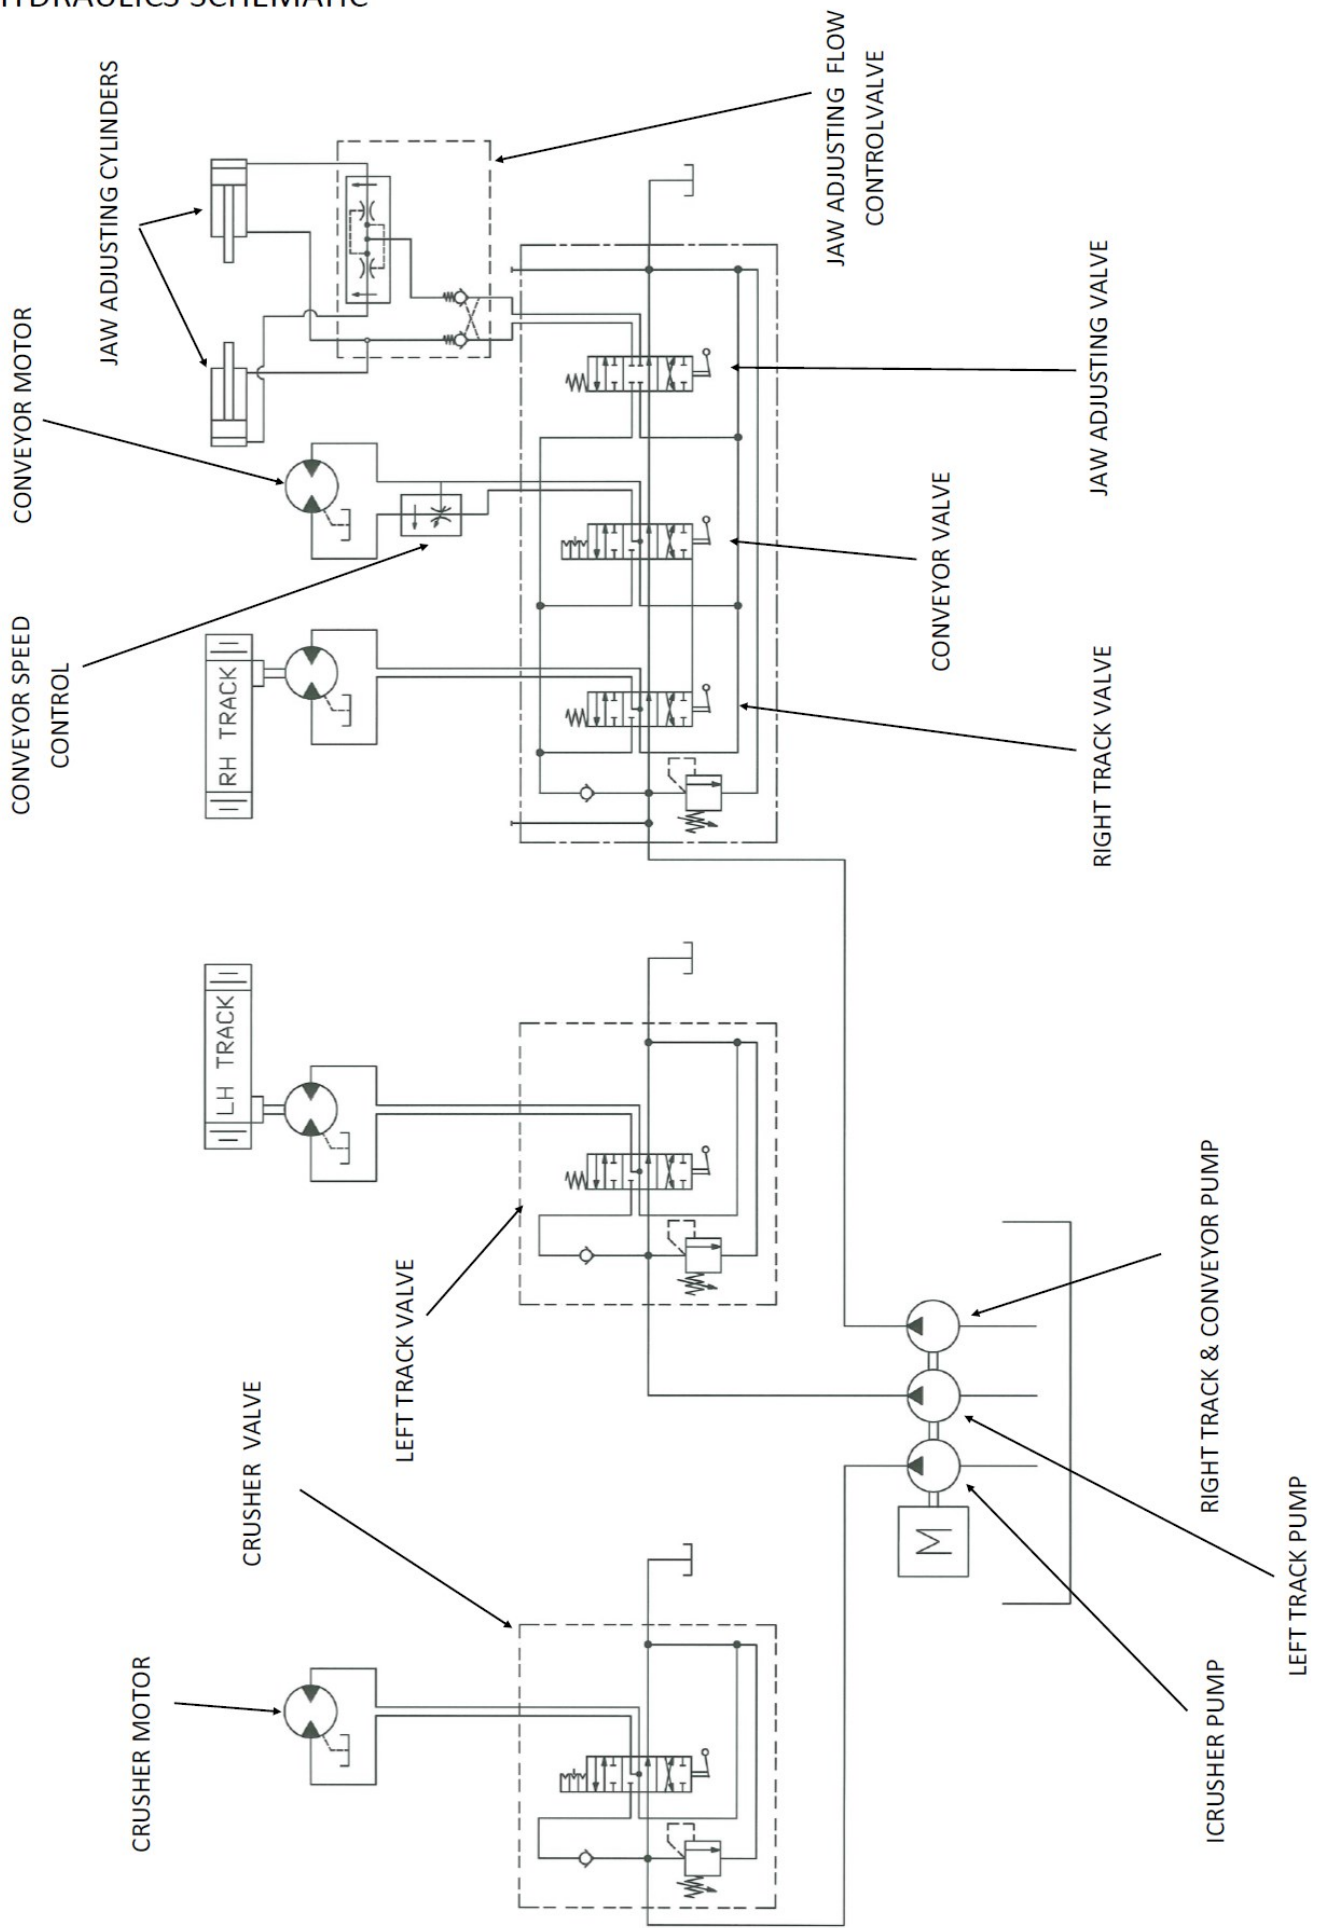 HYDRAULICS SCHEMATIC
CONVEYOR SPEED
CONTROL
CONVEYOR MOTOR
JAW ADJUSTING CYLINDERS
RH TRACK
LH TRACK
CRUSHER MOTOR
CRUSHER VALVE
LEFT TRACK VALVE
JAW ADJUSTING FLOW
CONTROLVALVE
CONVEYOR VALVE
JAW ADJUSTING VALVE
RIGHT TRACK VALVE
M
ICRUSHER PUMP
LEFT TRACK PUMP
RIGHT TRACK & CONVEYOR PUMP